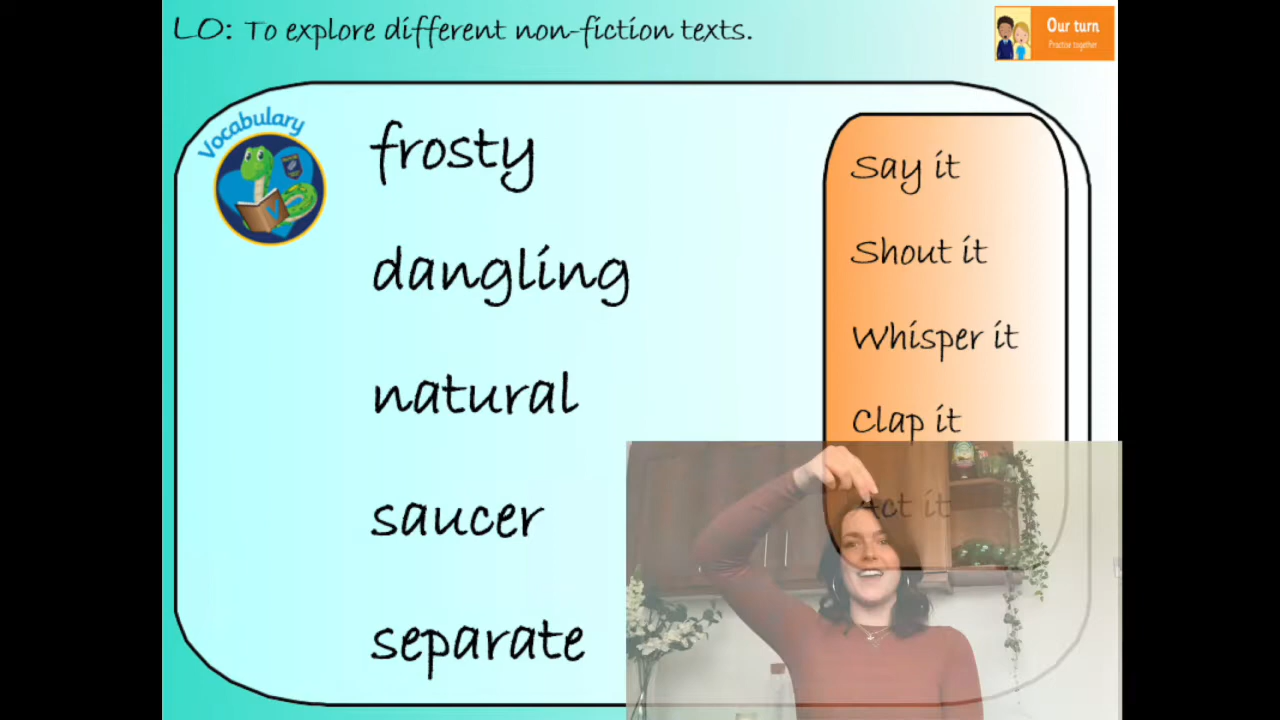 LO: To explore different non-fiction texts.
Our turn
Practise together
Vocabulary
V
frosty
dangling
natural
saucer
separate
Say it
Shout it
Whisper it
Clap it
Act it